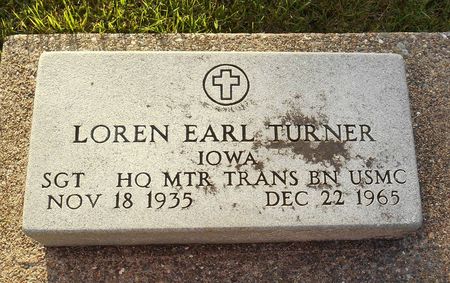 LOREN EARL TURNER
IOWA
SGT HQ MTR TRANS BN USMC
NOV 18 1935 DEC 22 1965